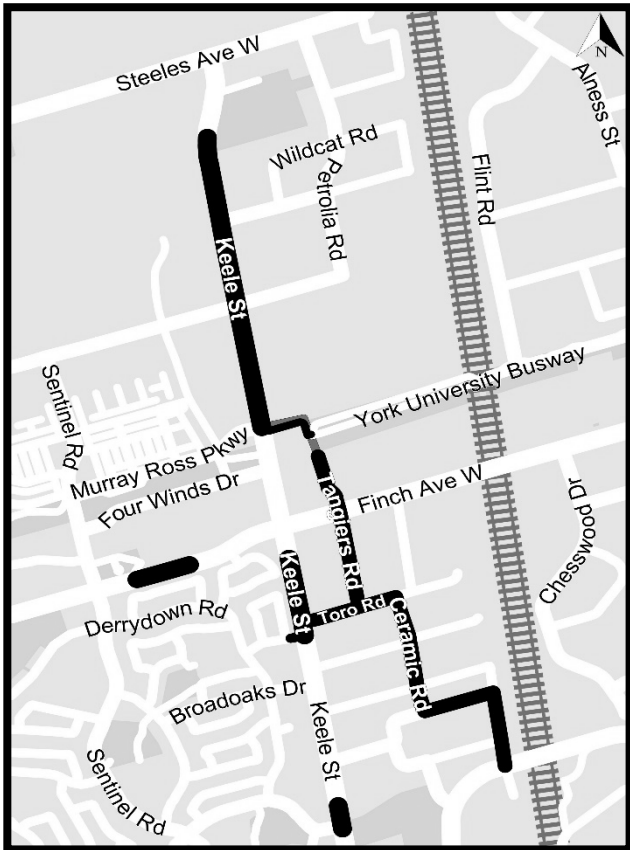 N
Steeles Ave W
Alness St
Wildcat Rd
Petrolia Rd
Flint Rd
Keele St
Sentinel Rd
York University Busway
Murray Ross Pkwy
Four Winds Dr
Finch Ave W
Tangiers Rd
Chesswood Dr
Keele St
Toro Rd
Ceramic Rd
Derrydown Rd
Broadoaks Dr
Keele St
Sentinel Rd